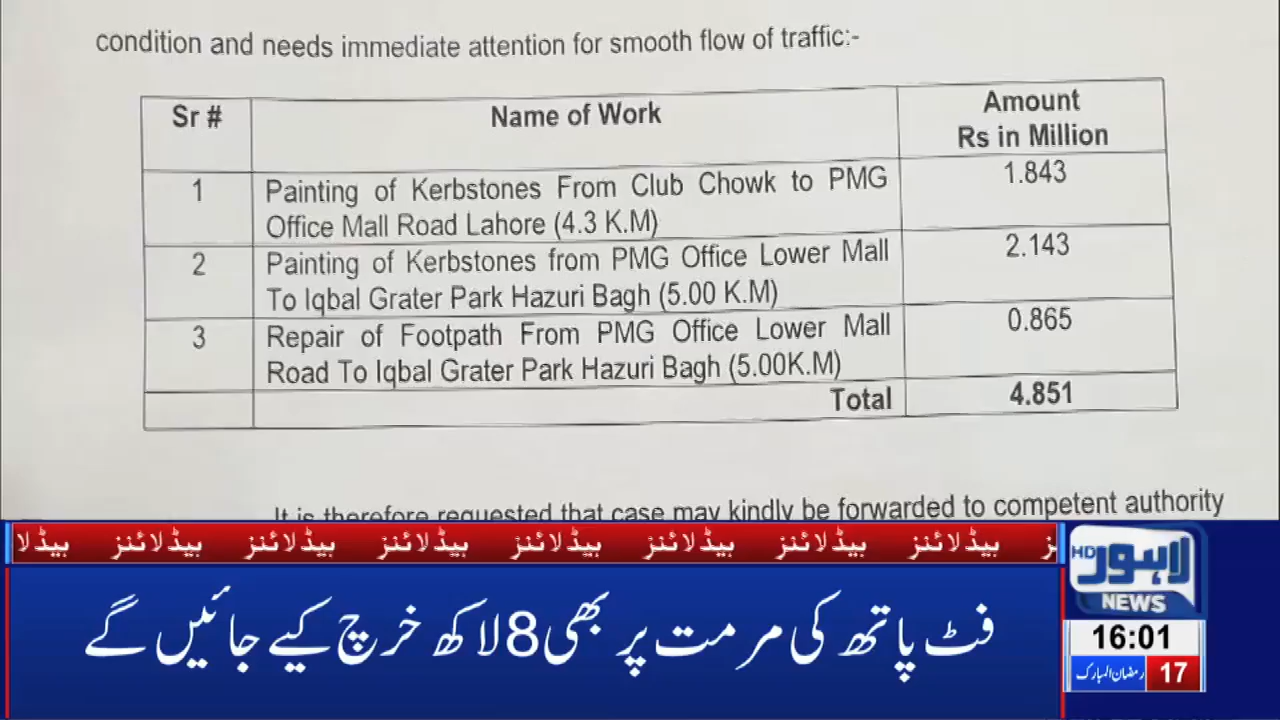 condition and needs immediate attention for smooth flow of traffic:-
Sr #
Name of Work
Amount
Rs in Million
1
Painting of Kerbstones From Club Chowk to PMG
Office Mall Road Lahore (4.3 K.M)
1.843
2
Painting of Kerbstones from PMG Office Lower Mall
To Iqbal Grater Park Hazuri Bagh (5.00 K.M)
2.143
3
Repair of Footpath From PMG Office Lower Mall
Road To Iqbal Grater Park Hazuri Bagh (5.00K.M)
0.865
Total
4.851
It is therefore requested that case may kindly be forwarded to competent authority
ہیڈلائنز ہیڈلائنز ہیڈلائنز ہیڈلائنز ہیڈلائنز ہیڈلائنز ہیڈلائنز ہیڈلا
فٹ پاتھ کی مرمت پر بھی 8 لاکھ خرچ کیے جائیں گے
لاہور HD
NEWS
16:01
17 رمضان المبارک